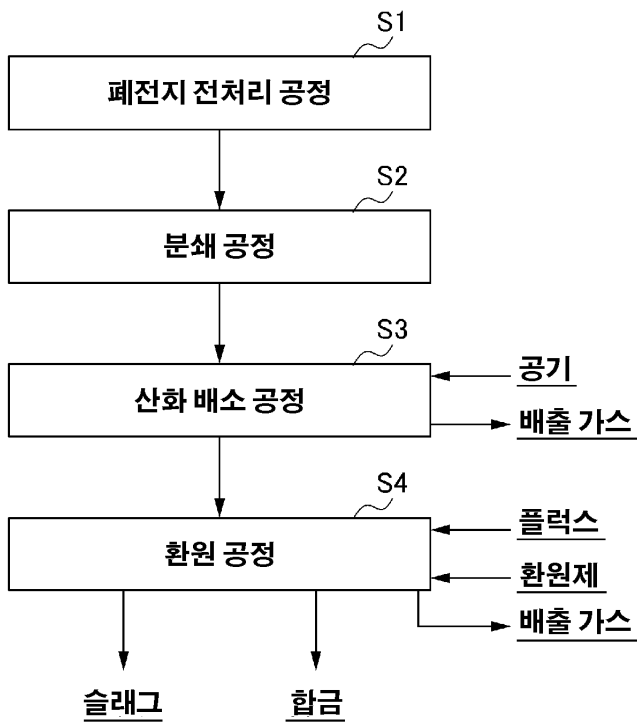 S1
폐전지 전처리 공정
S2
분쇄 공정
S3
산화 배소 공정
공기
배출 가스
S4
환원 공정
플럭스
환원제
배출 가스
슬래그
합금